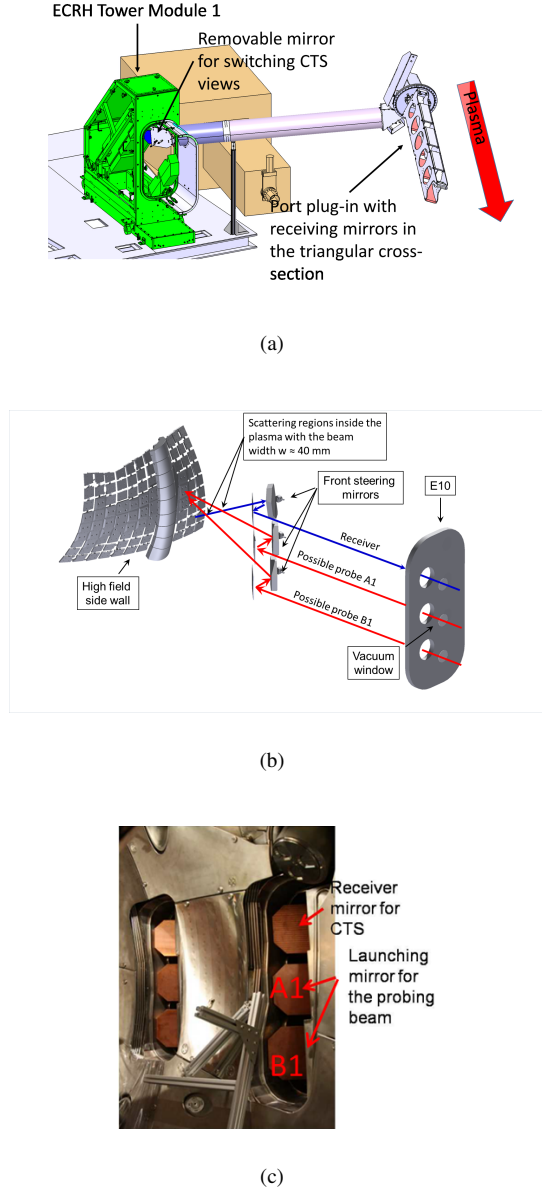 ECRH Tower Module 1
Removable mirror
for switching CTS
views
Plasma
Port plug-in with
receiving mirrors in
the triangular cross-
section
(a)
Scattering regions inside the
plasma with the beam
width w ≈ 40 mm
Front steering
mirrors
E10
Receiver
Possible probe A1
Possible probe B1
High field
side wall
Vacuum
window
(b)
Receiver
mirror for
CTS
Launching
mirror for
the probing
beam
A1
B1
(c)